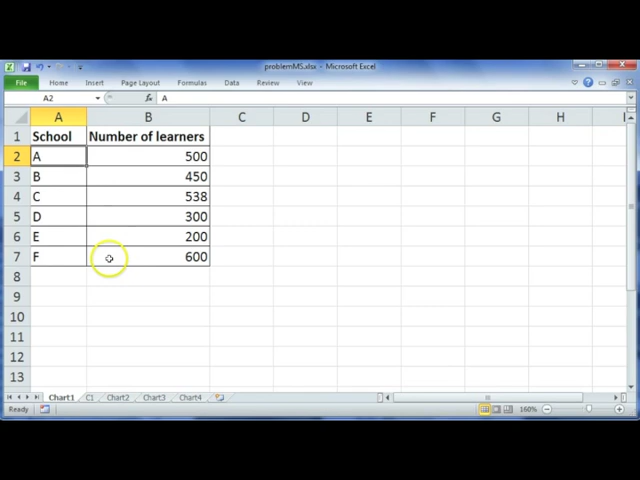 problemMS.xlsx - Microsoft Excel
File Home Insert Page Layout Formulas Data Review View
A2 fx A
A B C D E F G H
1 School Number of learners
2 A 500
3 B 450
4 C 538
5 D 300
6 E 200
7 F 600
8
9
10
11
12
13
Chart1 C1 Chart2 Chart3 Chart4
Ready 160%